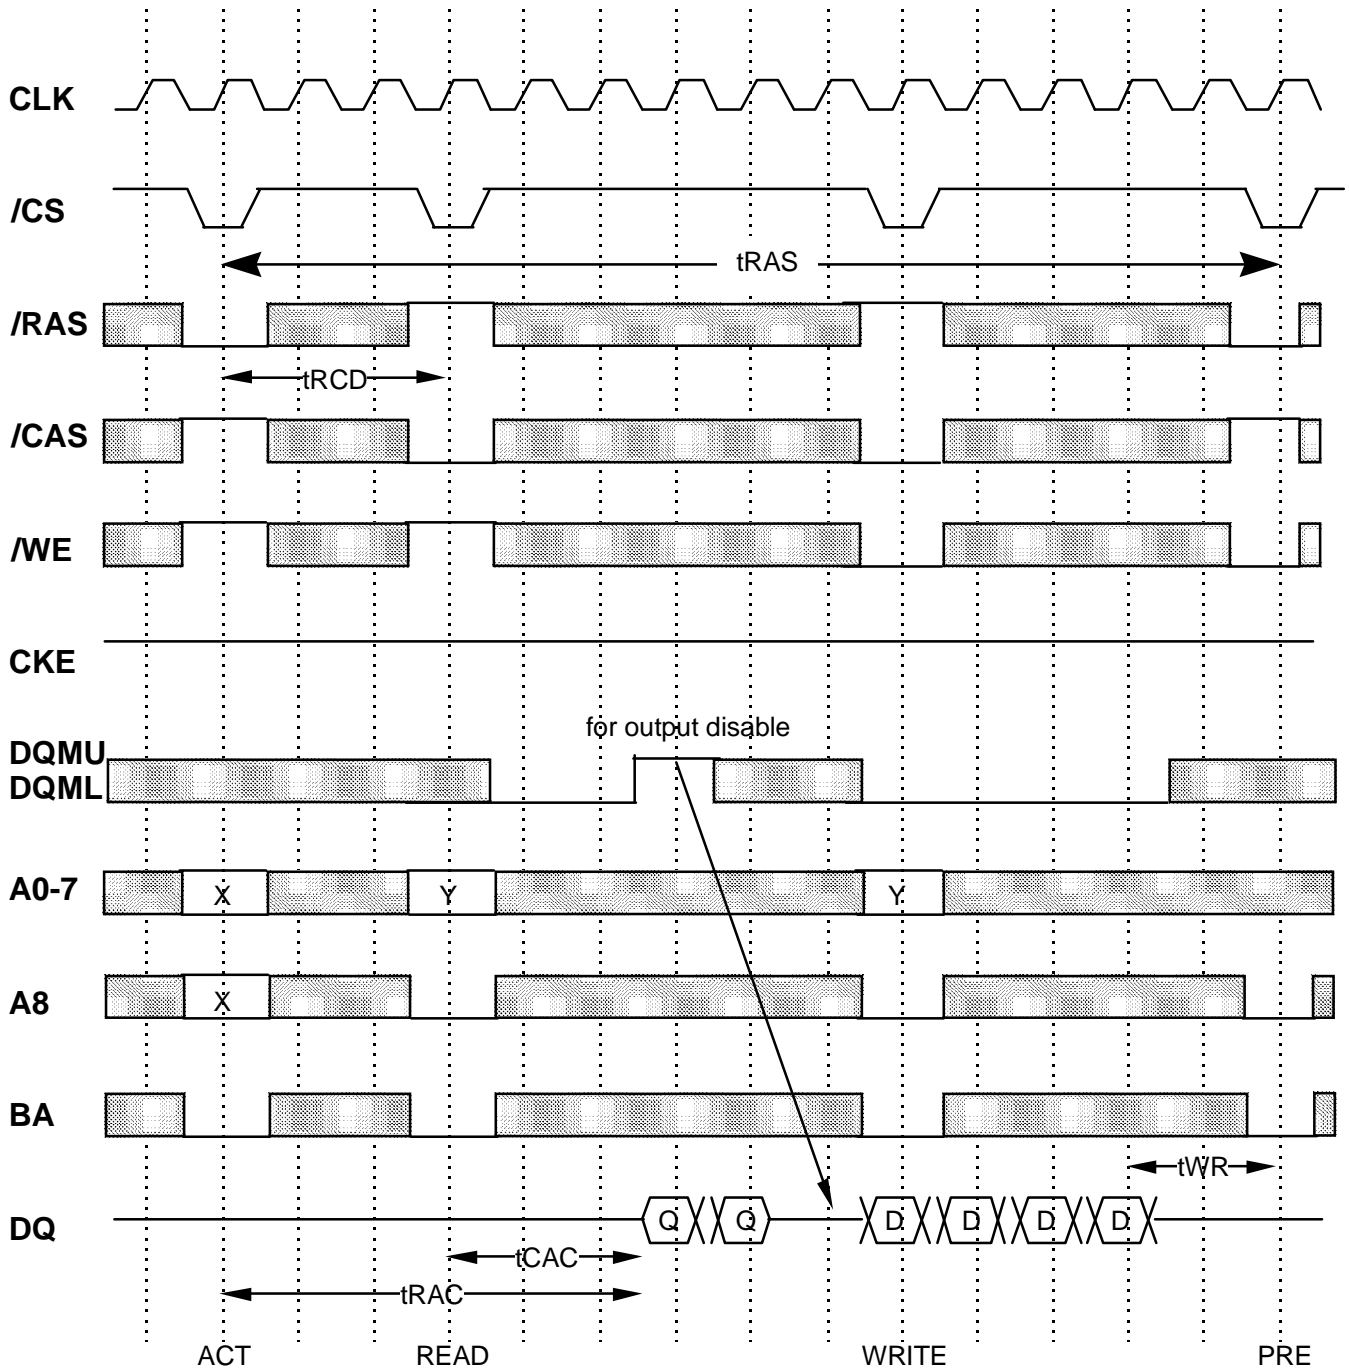 CLK
/CS
tRAS
/RAS
tRCD
/CAS
/WE
CKE
for output disable
DQMU
DQML
A0-7 X Y Y
A8 X
BA
tWR
DQ Q Q D D D D
tCAC
tRAC
ACT READ WRITE PRE